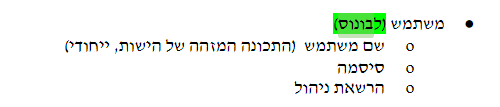 ● משתמש (לבונוס)
o שם משתמש (התכונה המזהה של הישות, ייחודי)
o סיסמה
o הרשאת ניהול